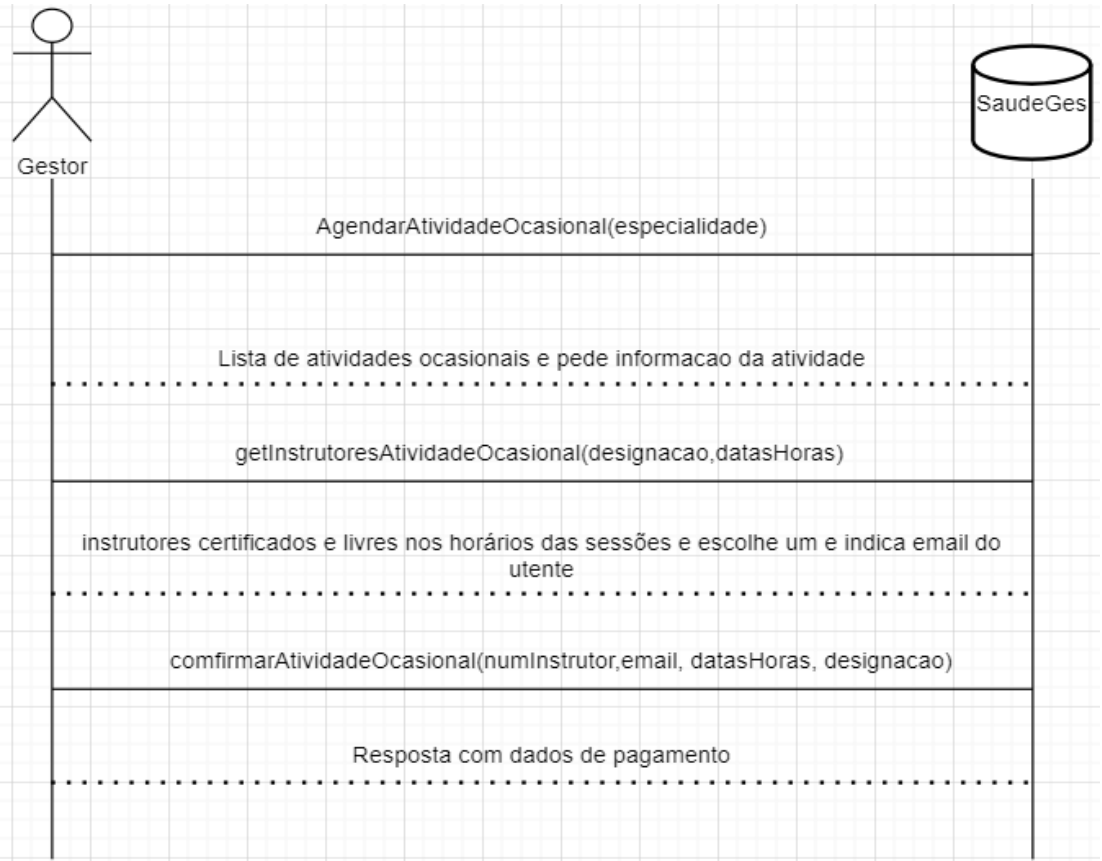 SaudeGes
Gestor
AgendarAtividadeOcasional(especialidade)
Lista de atividades ocasionais e pede informacao da atividade
getInstrutoresAtividadeOcasional(designacao,datasHoras)
instrutores certificados e livres nos horários das sessões e escolhe um e indica email do
utente
comfirmarAtividadeOcasional(numInstrutor,email, datasHoras, designacao)
Resposta com dados de pagamento